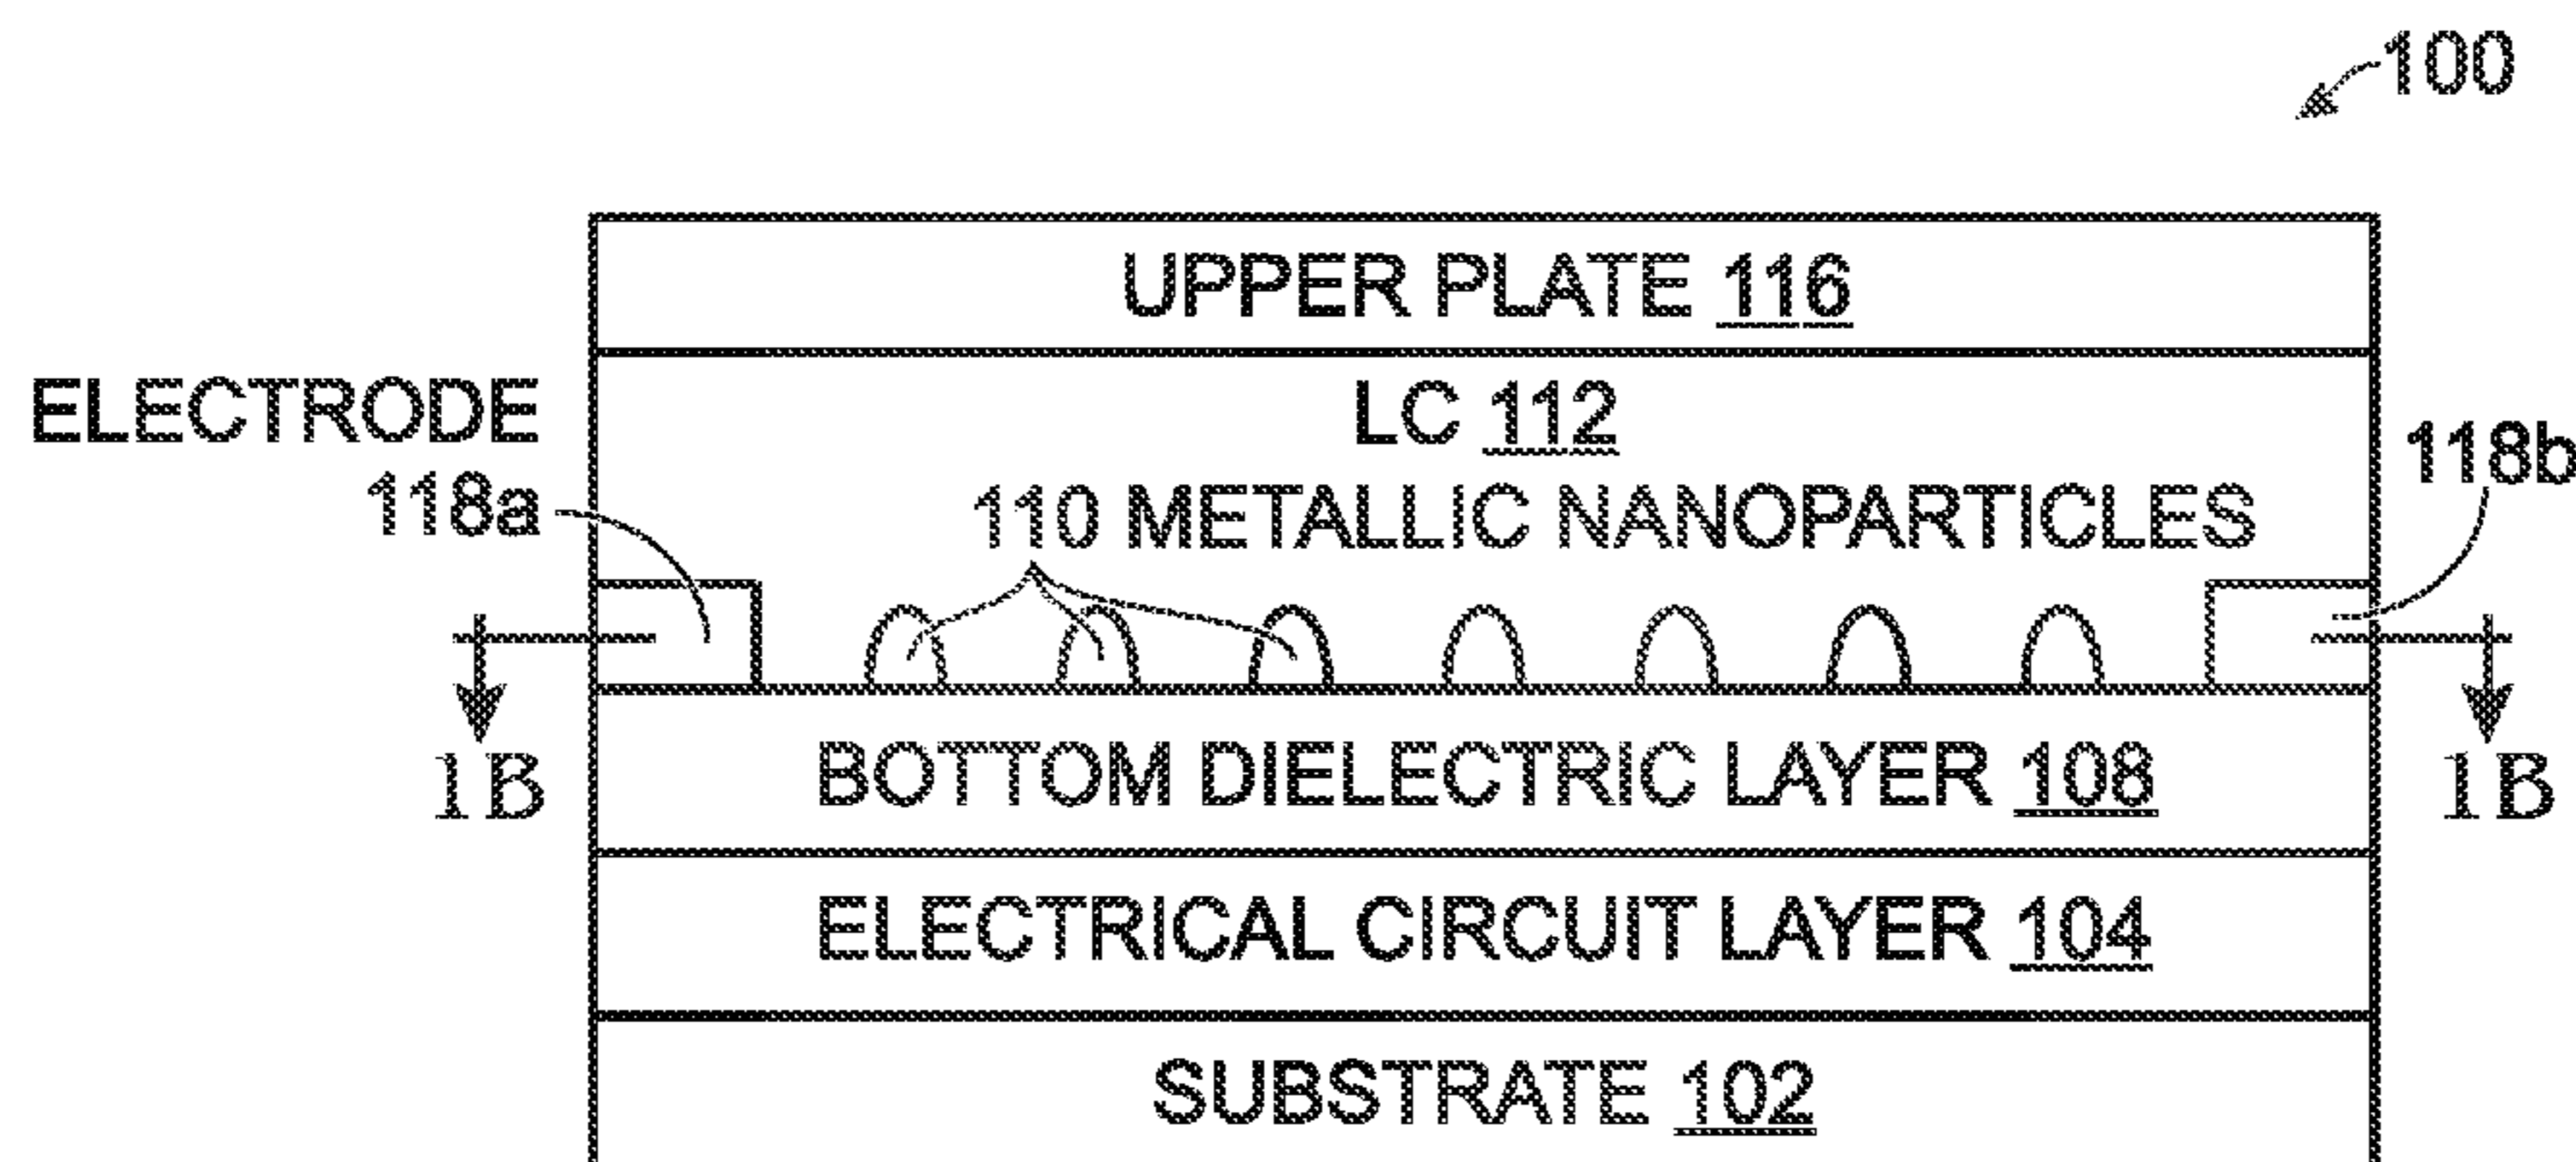 100
UPPER PLATE 116
ELECTRODE
118a
LC 112
118b
110 METALLIC NANOPARTICLES
1B
1B
BOTTOM DIELECTRIC LAYER 108
ELECTRICAL CIRCUIT LAYER 104
SUBSTRATE 102